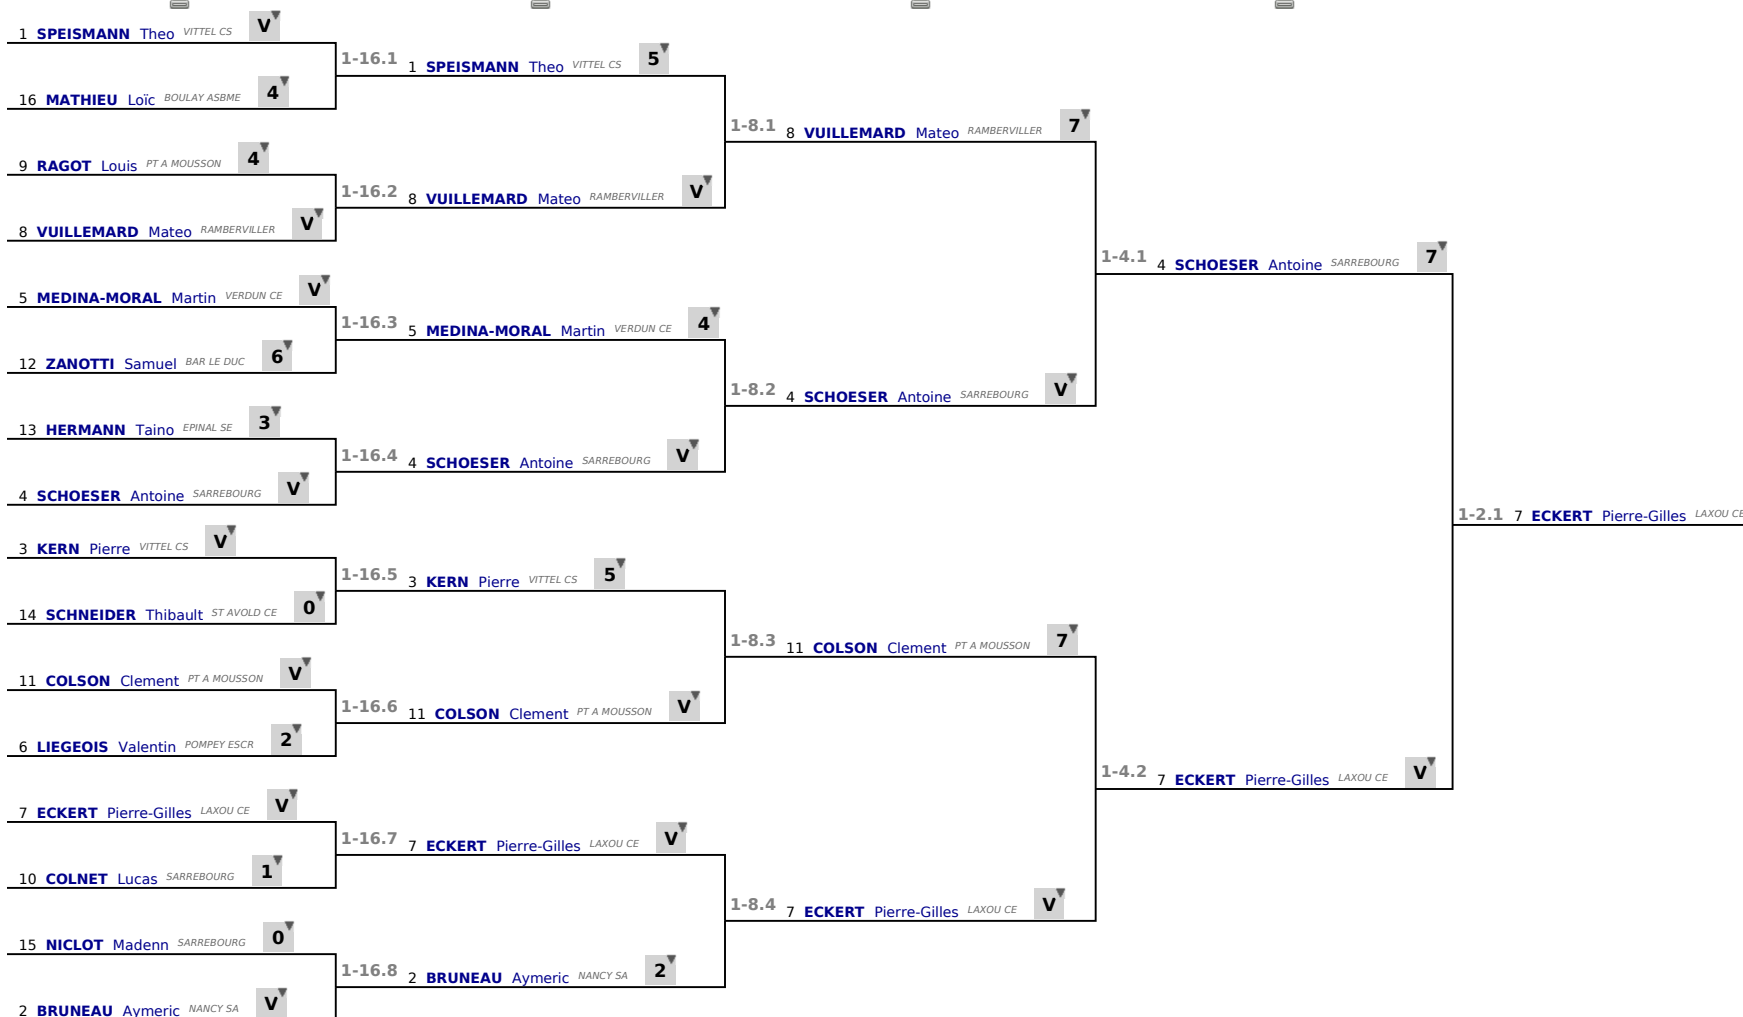 1 SPEISMANN Theo VITTEL CS V
16 MATHIEU Loïc BOULAY ASBME 4
9 RAGOT Louis PT A MOUSSON 4
8 VUILLEMARD Mateo RAMBERVILLER V
5 MEDINA-MORAL Martin VERDUN CE V
12 ZANOTTI Samuel BAR LE DUC 6
13 HERMANN Taino EPINAL SE 3
4 SCHOESER Antoine SARREBOURG V
3 KERN Pierre VITTEL CS V
14 SCHNEIDER Thibault ST AVOLD CE 0
11 COLSON Clement PT A MOUSSON V
6 LIEGEOIS Valentin POMPEY ESCR 2
7 ECKERT Pierre-Gilles LAXOU CE V
10 COLNET Lucas SARREBOURG 1
15 NICLOT Madenn SARREBOURG 0
2 BRUNEAU Aymeric NANCY SA V
1-16.1 1 SPEISMANN Theo VITTEL CS 5
1-16.2 8 VUILLEMARD Mateo RAMBERVILLER V
1-16.3 5 MEDINA-MORAL Martin VERDUN CE 4
1-16.4 4 SCHOESER Antoine SARREBOURG V
1-16.5 3 KERN Pierre VITTEL CS 5
1-16.6 11 COLSON Clement PT A MOUSSON V
1-16.7 7 ECKERT Pierre-Gilles LAXOU CE V
1-16.8 2 BRUNEAU Aymeric NANCY SA 2
1-8.1 8 VUILLEMARD Mateo RAMBERVILLER 7
1-8.2 4 SCHOESER Antoine SARREBOURG V
1-8.3 11 COLSON Clement PT A MOUSSON 7
1-8.4 7 ECKERT Pierre-Gilles LAXOU CE V
1-4.1 4 SCHOESER Antoine SARREBOURG 7
1-4.2 7 ECKERT Pierre-Gilles LAXOU CE V
1-2.1 7 ECKERT Pierre-Gilles LAXOU CE